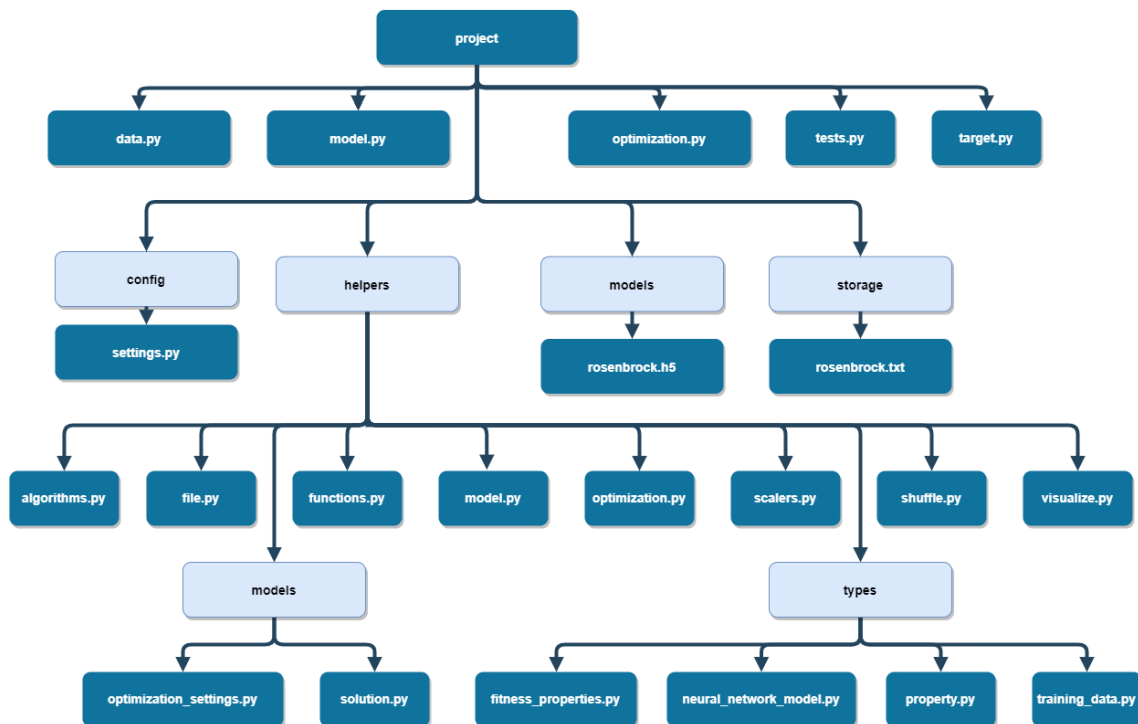 project
data.py
model.py
optimization.py
tests.py
target.py
config
helpers
models
storage
settings.py
rosenbrock.h5
rosenbrock.txt
algorithms.py
file.py
functions.py
model.py
optimization.py
scalers.py
shuffle.py
visualize.py
models
types
optimization_settings.py
solution.py
fitness_properties.py
neural_network_model.py
property.py
training_data.py